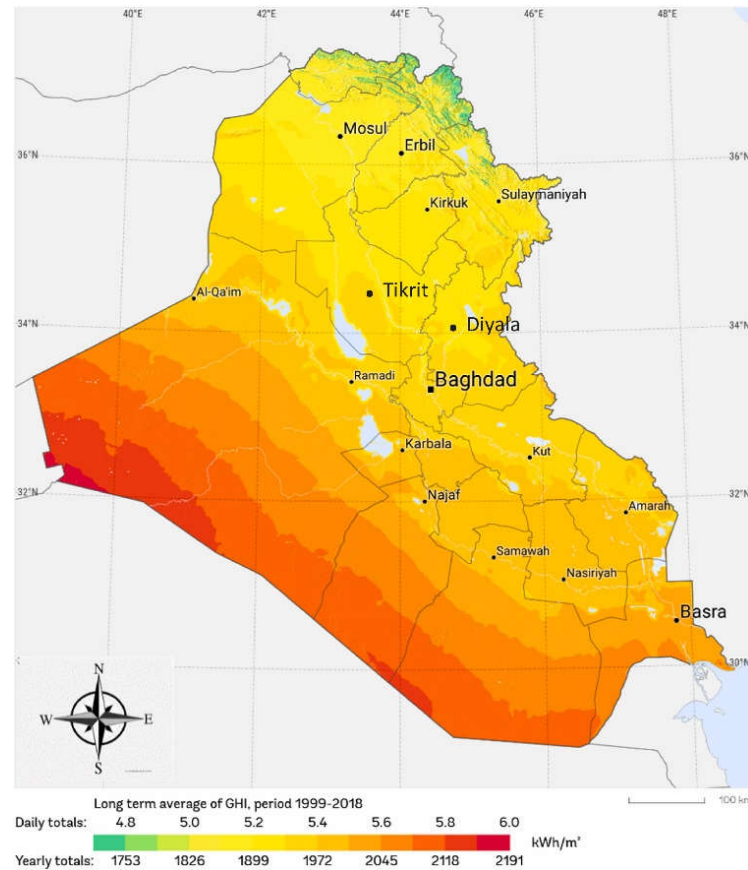 40°E 42°E 44°E 46°E 48°E
Mosul
Erbil
36°N 36°N
Kirkuk Sulaymaniyah
Al-Qa'im Tikrit
34°N Diyala 34°N
Ramadi Baghdad
Karbala Kut
32°N Najaf 32°N
Amarah
Samawah
Nasiriyah
Basra
30°N
N
W E
S
100 km
Long term average of GHI, period 1999-2018
Daily totals: 4.8 5.0 5.2 5.4 5.6 5.8 6.0
kWh/m²
Yearly totals: 1753 1826 1899 1972 2045 2118 2191